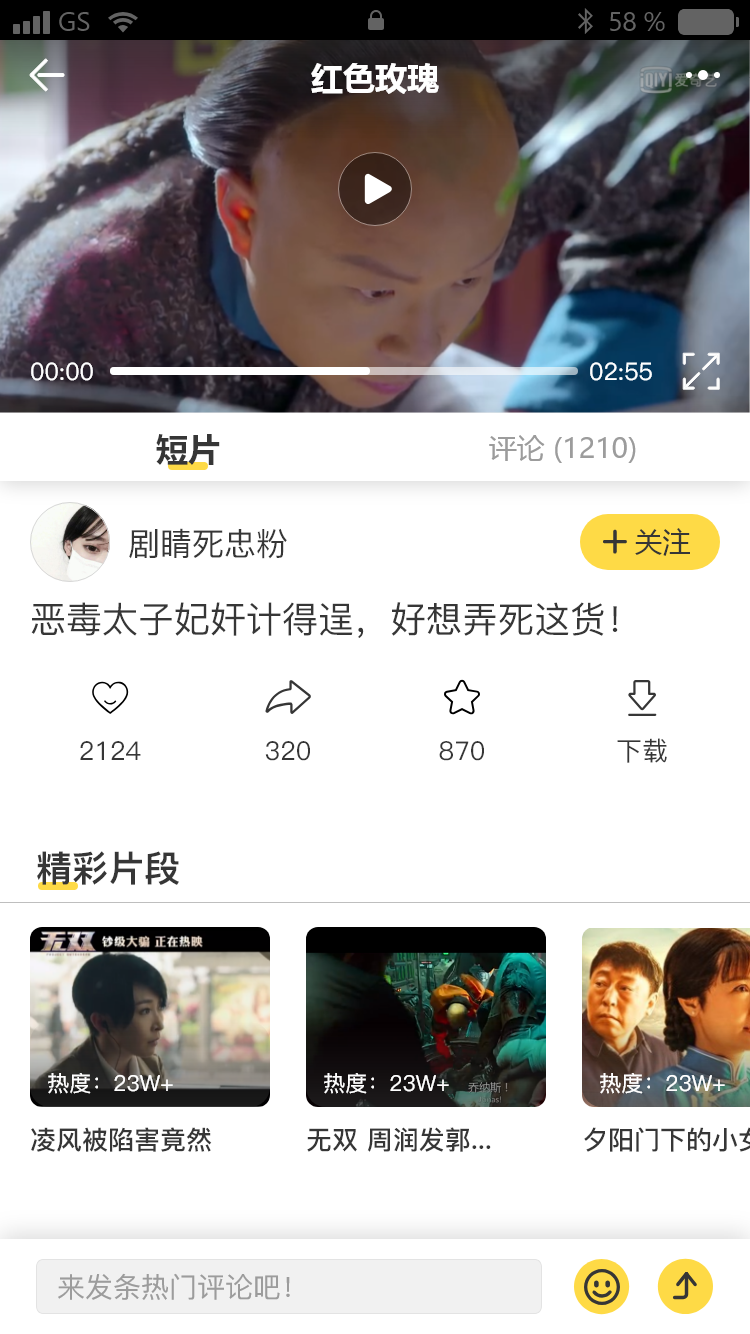 GS 58 %
红色玫瑰
iQIYI 爱奇艺
00:00 02:55
短片 评论 (1210)
剧睛死忠粉 关注
恶毒太子妃奸计得逞，好想弄死这货！
2124 320 870 下载
精彩片段
无双 钞级大骗 正在热映
乔纳斯！
热度：23W+ 热度：23W+ 热度：23W+
凌风被陷害竟然 无双 周润发郭... 夕阳门下的小女
来发条热门评论吧！